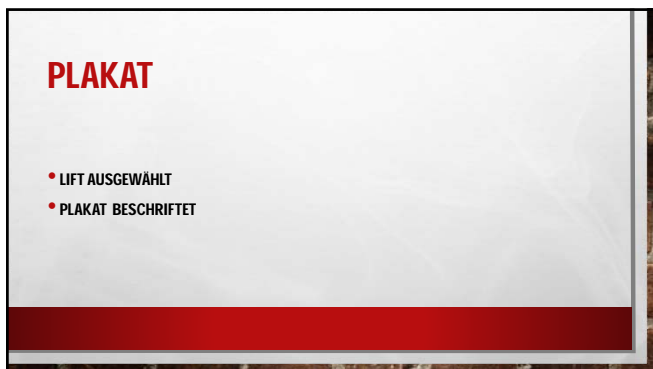 PLAKAT
• LIFT AUSGEWÄHLT
• PLAKAT BESCHRIFTET